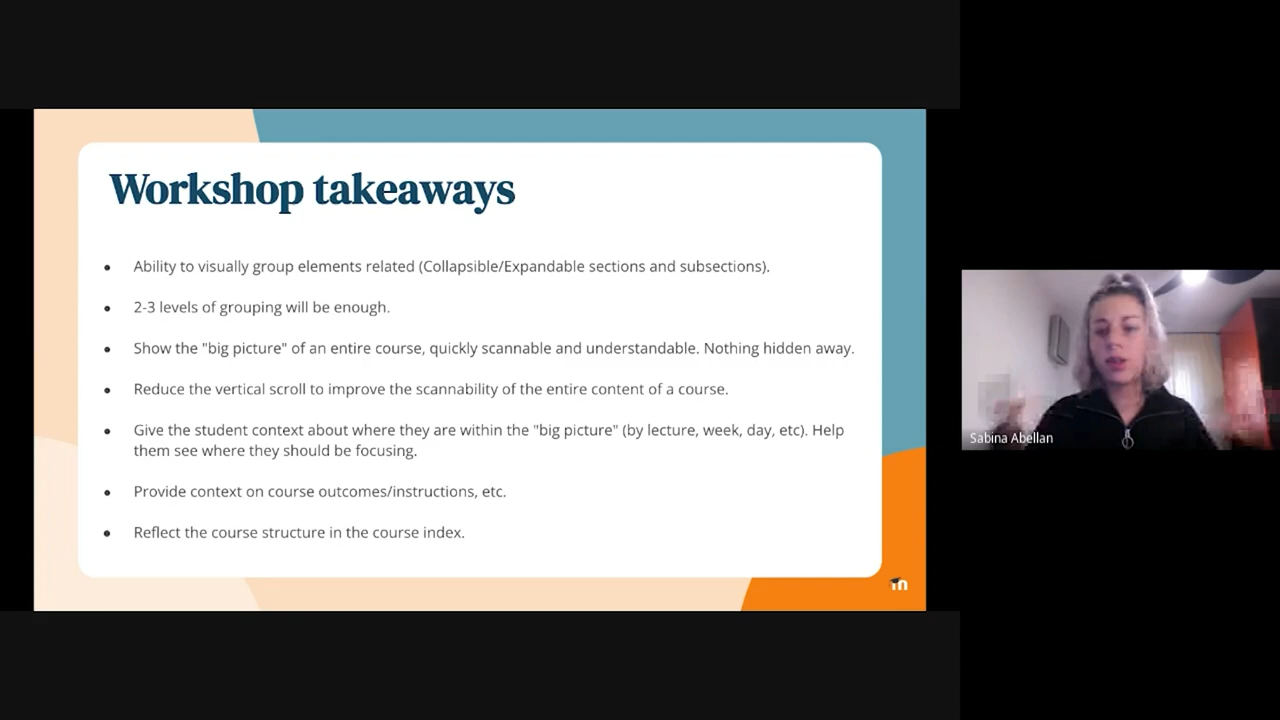 Workshop takeaways
• Ability to visually group elements related (Collapsible/Expandable sections and subsections).
• 2-3 levels of grouping will be enough.
• Show the "big picture" of an entire course, quickly scannable and understandable. Nothing hidden away.
• Reduce the vertical scroll to improve the scannability of the entire content of a course.
• Give the student context about where they are within the "big picture" (by lecture, week, day, etc). Help
them see where they should be focusing.
• Provide context on course outcomes/instructions, etc.
• Reflect the course structure in the course index.
m
Sabina Abellan